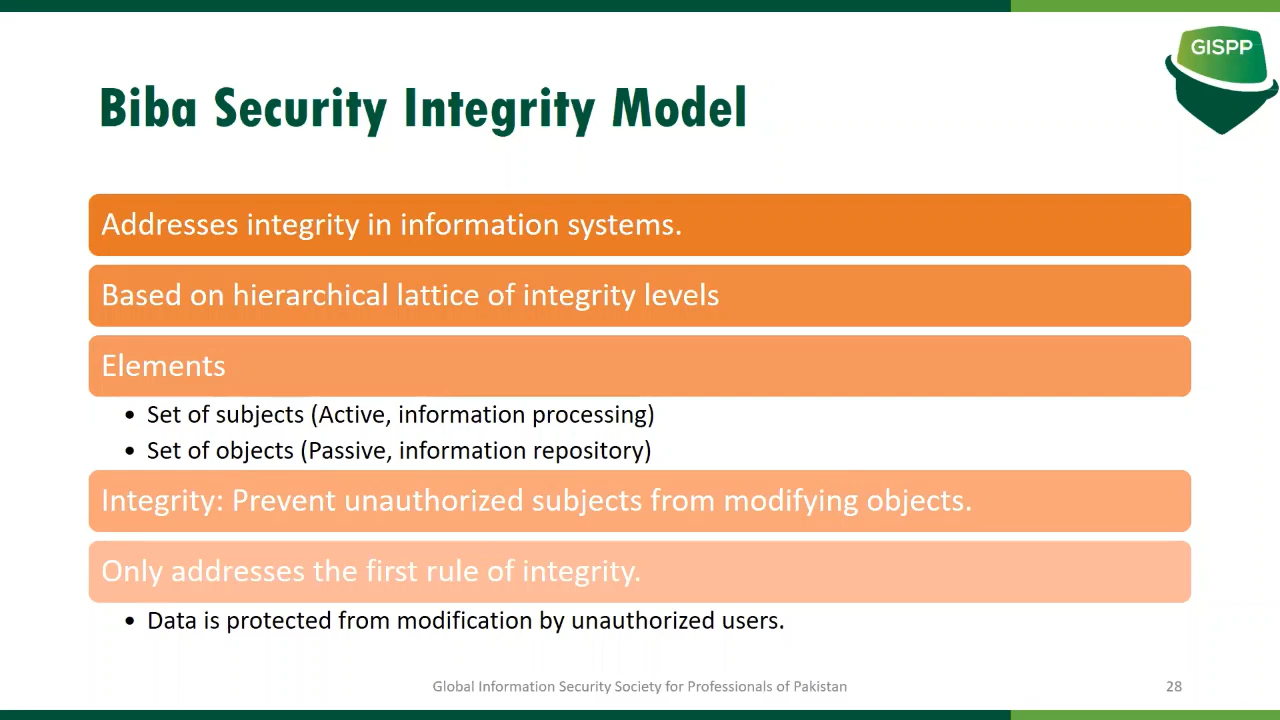 GISPP
Biba Security Integrity Model
Addresses integrity in information systems.
Based on hierarchical lattice of integrity levels
Elements
• Set of subjects (Active, information processing)
• Set of objects (Passive, information repository)
Integrity: Prevent unauthorized subjects from modifying objects.
Only addresses the first rule of integrity.
• Data is protected from modification by unauthorized users.
Global Information Security Society for Professionals of Pakistan
28